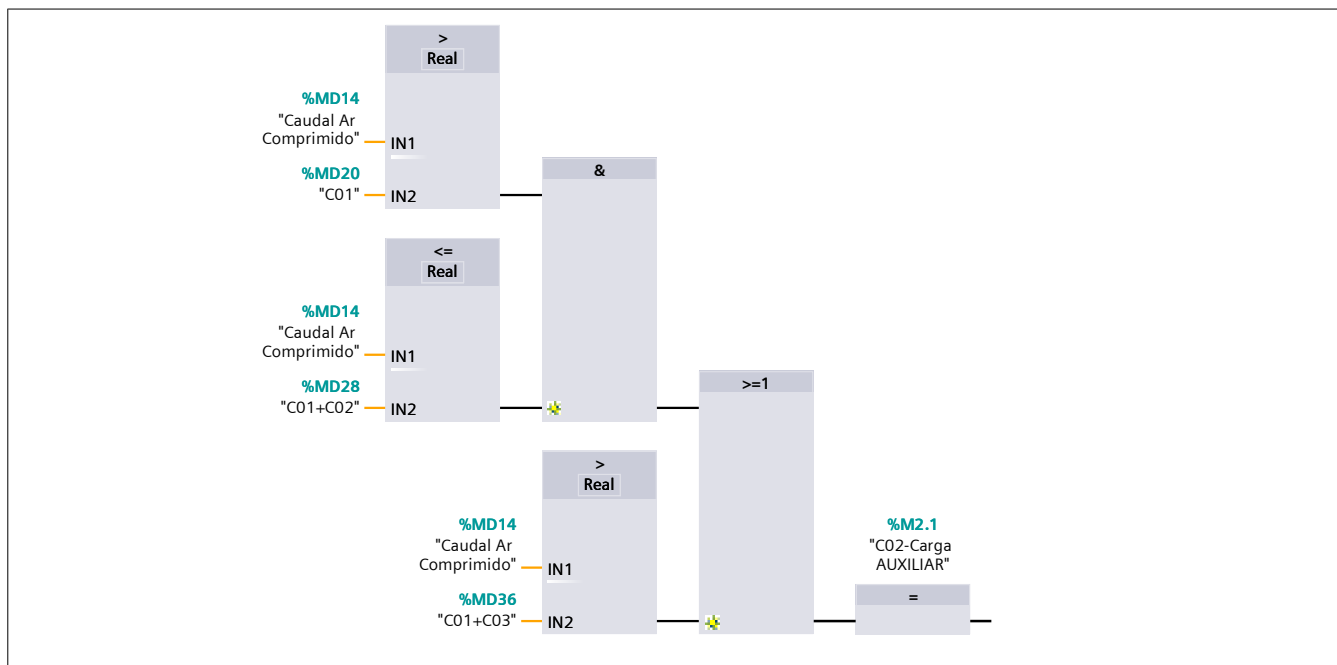 >
Real
%MD14
"Caudal Ar
Comprimido"
IN1
%MD20
"C01"
IN2
&
<=
Real
%MD14
"Caudal Ar
Comprimido"
IN1
%MD28
"C01+C02"
IN2
>=1
>
Real
%MD14
"Caudal Ar
Comprimido"
IN1
%MD36
"C01+C03"
IN2
%M2.1
"C02-Carga
AUXILIAR"
=